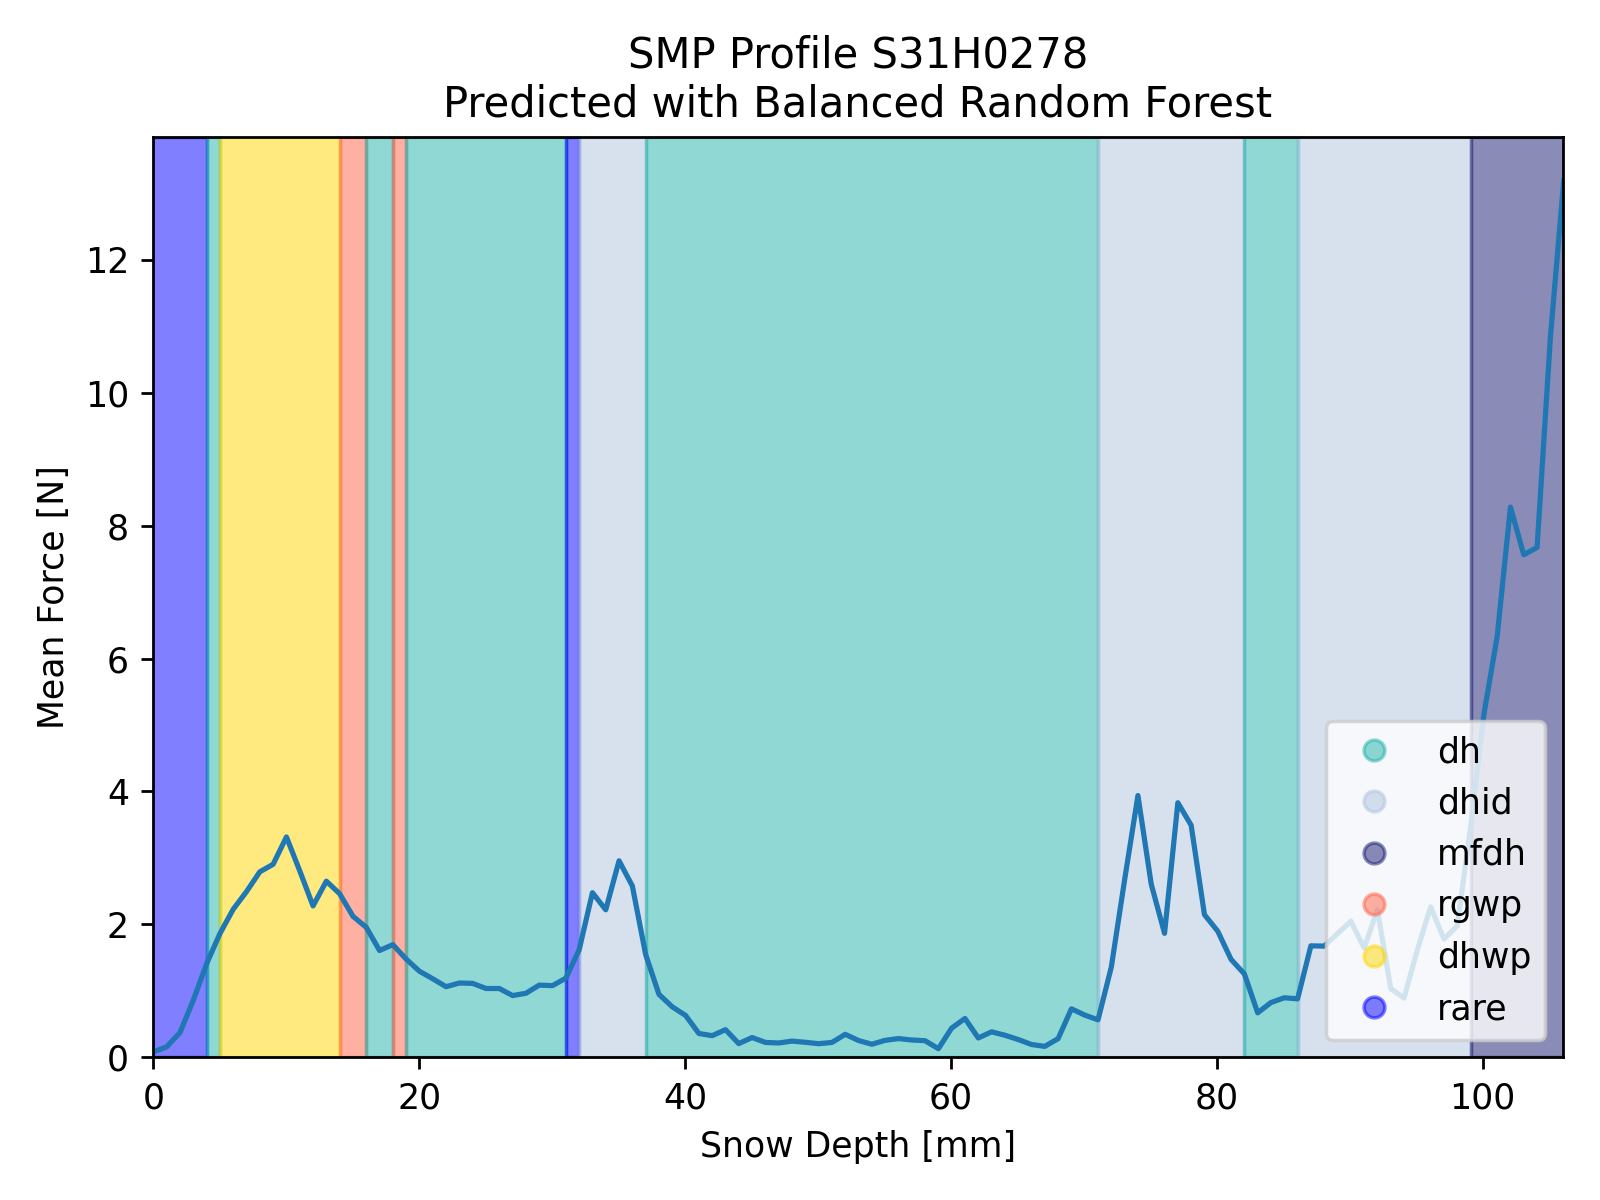 SMP Profile S31H0278
Predicted with Balanced Random Forest
Mean Force [N]
12
10
8
6
4
2
0
0 20 40 60 80 100
Snow Depth [mm]
dh
dhid
mfdh
rgwp
dhwp
rare